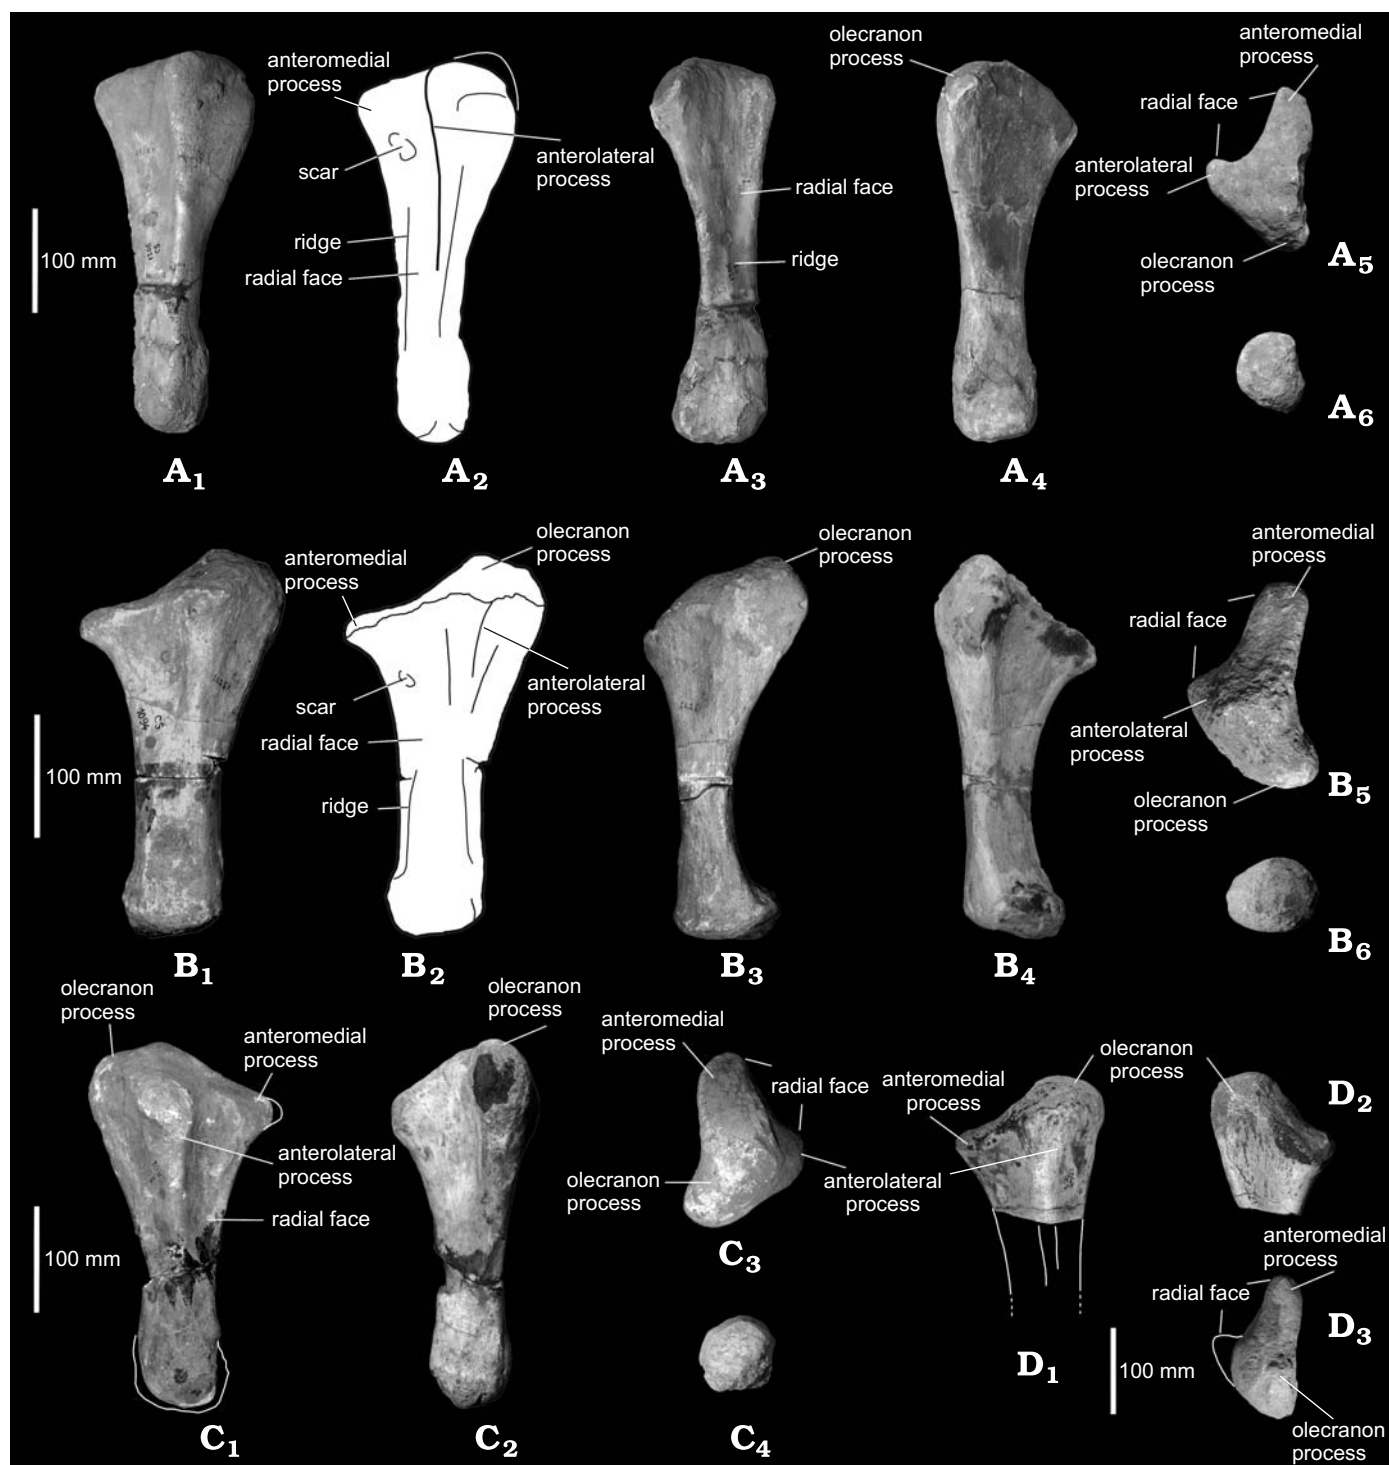 anteromedial
process
scar
ridge
radial face
anterolateral
process
100 mm
A1
A2
radial face
ridge
A3
olecranon
process
A4
anteromedial
process
radial face
anterolateral
process
olecranon
process
A5
A6
100 mm
B1
anteromedial
process
olecranon
process
scar
radial face
ridge
anterolateral
process
B2
olecranon
process
B3
B4
anteromedial
process
radial face
anterolateral
process
olecranon
process
B5
B6
olecranon
process
anteromedial
process
anterolateral
process
radial face
100 mm
C1
olecranon
process
C2
anteromedial
process
radial face
olecranon
process
C3
C4
anteromedial
process
olecranon
process
anterolateral
process
D1
100 mm
D2
anteromedial
process
radial face
D3
olecranon
process